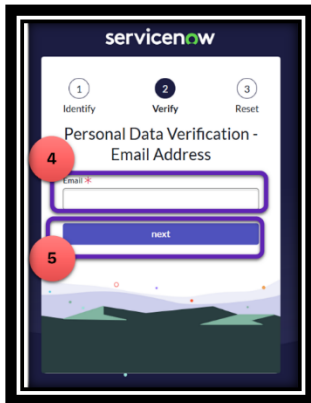 servicenow
1 2 3
Identify Verify Reset
Personal Data Verification -
Email Address
4
Email *
next
5